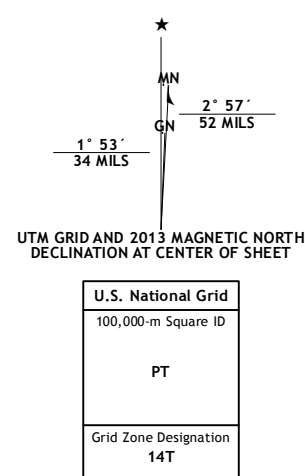 ★
MN
GN
2° 57´
52 MILS
1° 53´
34 MILS
UTM GRID AND 2013 MAGNETIC NORTH
DECLINATION AT CENTER OF SHEET
U.S. National Grid
100,000-m Square ID
PT
Grid Zone Designation
14T